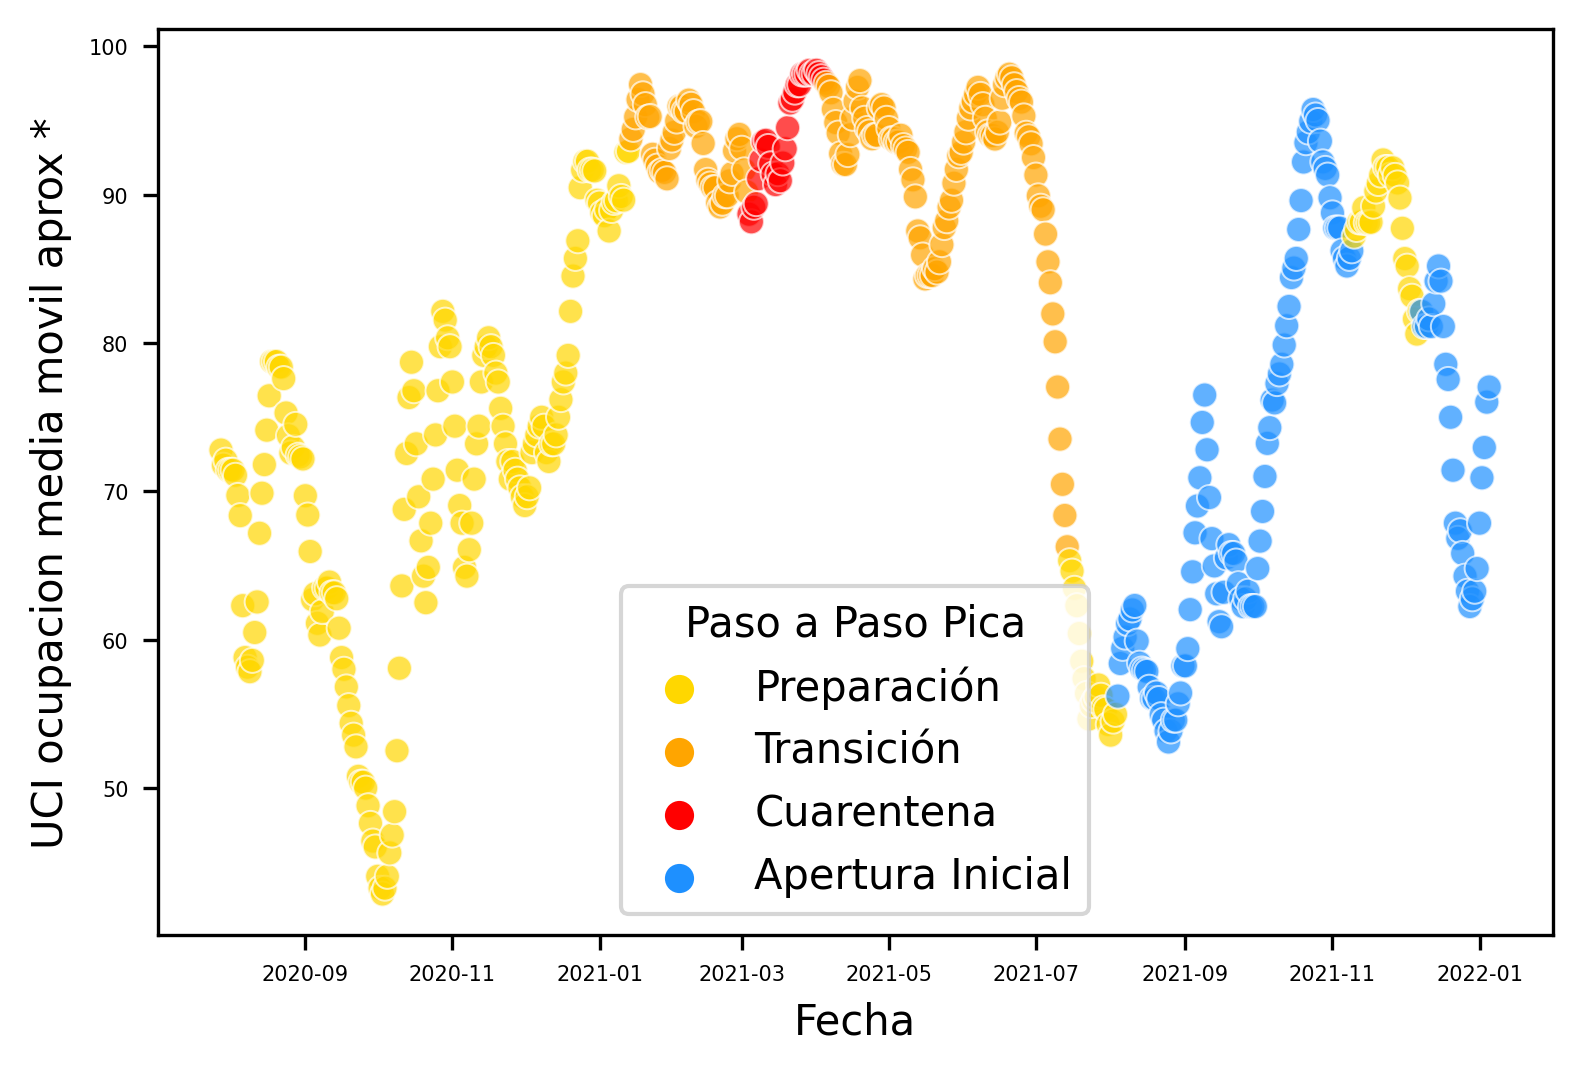 UCI ocupacion media movil aprox *
100
90
80
70
60
50
Paso a Paso Pica
Preparación
Transición
Cuarentena
Apertura Inicial
2020-09
2020-11
2021-01
2021-03
2021-05
2021-07
2021-09
2021-11
2022-01
Fecha